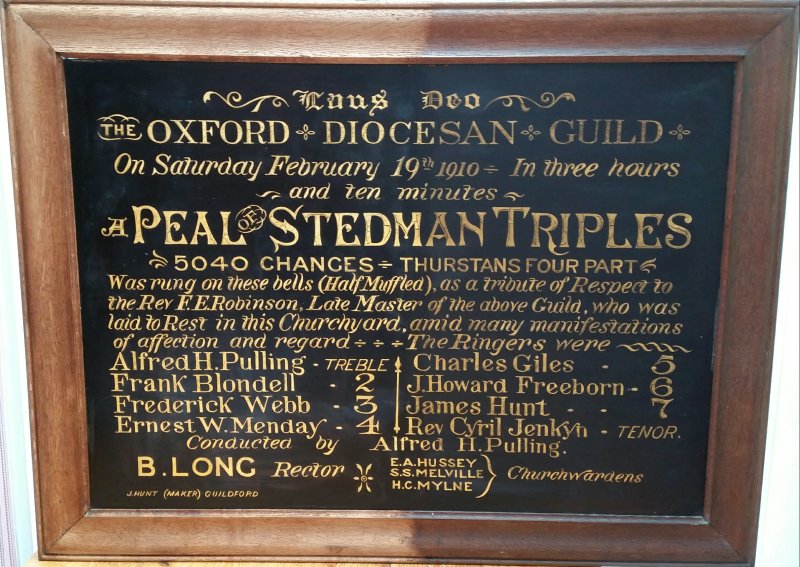 Laus Deo
THE OXFORD DIOCESAN GUILD
On Saturday February 19th 1910 ÷ In three hours
and ten minutes
A PEAL OF STEDMAN TRIPLES
5040 CHANGES ÷ THURSTANS FOUR PART
Was rung on these bells (Half Muffled), as a tribute of Respect to
the Rev F.E. Robinson, Late Master of the above Guild, who was
laid to Rest in this Churchyard, amid many manifestations
of affection and regard ÷ ÷ ÷ The Ringers were
Alfred H. Pulling - TREBLE
Frank Blondell - 2
Frederick Webb - 3
Ernest W. Menday - 4
Charles Giles - 5
J. Howard Freeborn - 6
James Hunt - - 7
Rev Cyril Jenkyn - TENOR.
Conducted by Alfred H. Pulling.
B. LONG Rector
E.A. HUSSEY
S.S. MELVILLE
H.C. MYLNE
Churchwardens
J. HUNT (MAKER) GUILDFORD